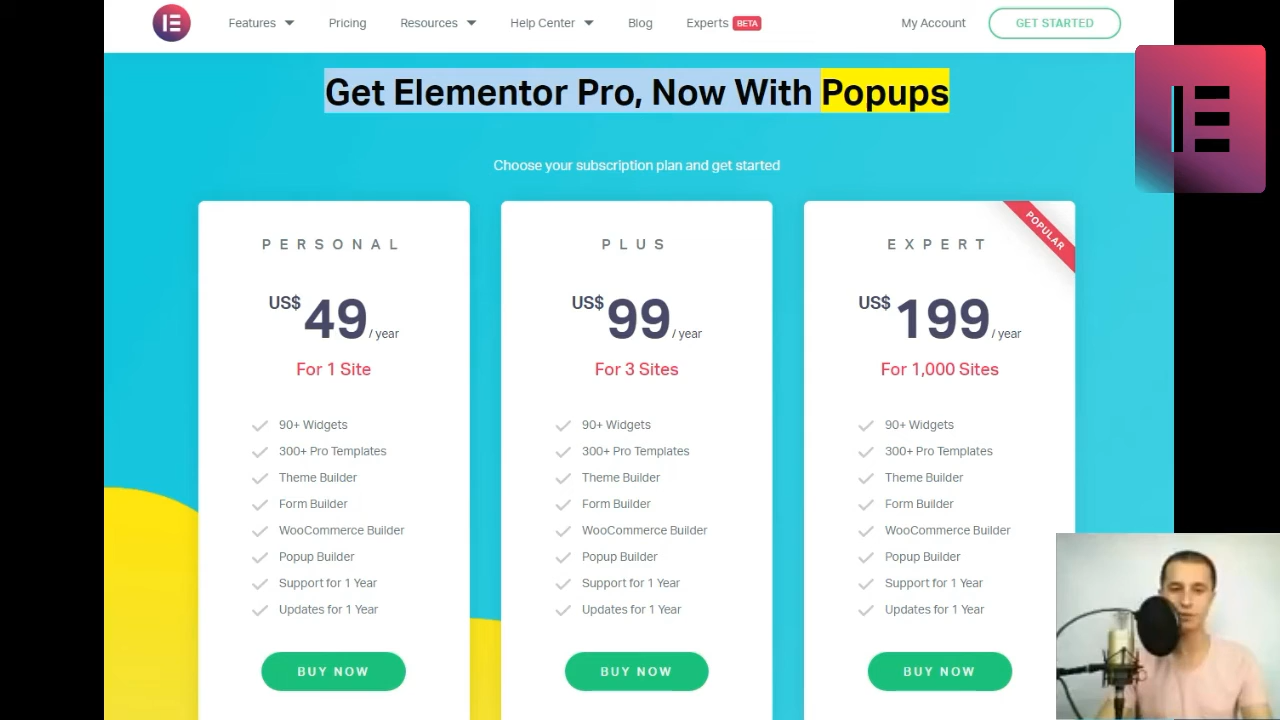 Features Pricing Resources Help Center Blog Experts BETA My Account GET STARTED
Get Elementor Pro, Now With Popups
Choose your subscription plan and get started
PERSONAL
US$ 49 / year
For 1 Site
90+ Widgets
300+ Pro Templates
Theme Builder
Form Builder
WooCommerce Builder
Popup Builder
Support for 1 Year
Updates for 1 Year
BUY NOW
PLUS
US$ 99 / year
For 3 Sites
90+ Widgets
300+ Pro Templates
Theme Builder
Form Builder
WooCommerce Builder
Popup Builder
Support for 1 Year
Updates for 1 Year
BUY NOW
POPULAR
EXPERT
US$ 199 / year
For 1,000 Sites
90+ Widgets
300+ Pro Templates
Theme Builder
Form Builder
WooCommerce Builder
Popup Builder
Support for 1 Year
Updates for 1 Year
BUY NOW